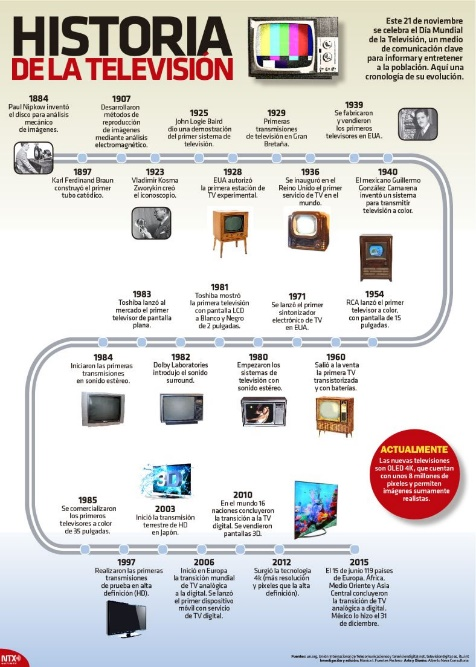 HISTORIA
DE LA TELEVISIÓN
Este 21 de noviembre
se celebra el Día Mundial
de la Televisión, un medio
de comunicación clave
para informar y entretener
a la población. Aquí una
cronología de su evolución.
1884
Paul Nipkow inventó
el disco para análisis
mecánico
de imágenes.
1907
Desarrollaron
métodos de
reproducción
de imágenes
mediante análisis
electromagnético.
1925
John Logie Baird
dio una demostración
del primer sistema de
televisión.
1929
Primeras
transmisiones
de televisión en Gran
Bretaña.
1939
Se fabricaron
y vendieron
los primeros
televisores en EUA.
1897
Karl Ferdinand Braun
construyó el primer
tubo catódico.
1923
Vladimir Kosma
Zworykin creó
el iconoscopio.
1928
EUA autorizó
la primera estación de
TV experimental.
1936
Se inauguró en el
Reino Unido el primer
servicio de TV en el
mundo.
1940
El mexicano Guillermo
González Camarena
inventó un sistema
para transmitir
televisión a color.
1983
Toshiba lanzó al
mercado el primer
televisor de pantalla
plana.
1981
Toshiba mostró
la primera televisión
con pantalla LCD
a Blanco y Negro
de 2 pulgadas.
1971
Se lanzó el primer
sintonizador
electrónico de TV
en EUA.
1954
RCA lanzó el primer
televisor a color,
con pantalla de 15
pulgadas.
1984
Iniciaron las primeras
transmisiones
en sonido estéreo.
1982
Dolby Laboratories
introdujo el sonido
surround.
1980
Empezaron los
sistemas de
televisión con
sonido estéreo.
1960
Salió a la venta
la primera TV
transistorizada
y con baterías.
ACTUALMENTE
Las nuevas televisiones
son OLED 4K, que cuentan
con unos 8 millones de
píxeles y permiten
imágenes sumamente
realistas.
1985
Se comercializaron
los primeros
televisores a color
de 35 pulgadas.
3D
2003
Inició la transmisión
terrestre de HD
en Japón.
2010
En el mundo 16
naciones concluyeron
la transición a la TV
digital. Se vendieron
pantallas 3D.
1997
Realizaron las primeras
transmisiones
de prueba en alta
definición (HD).
2006
Inició en Europa
la transición mundial
de TV analógica
a la digital. Se lanzó
el primer dispositivo
móvil con servicio
de TV digital.
2012
Surgió la tecnología
4k (más resolución
y píxeles que la alta
definición).
2015
El 15 de junio 119 países
de Europa, África,
Medio Oriente y Asia
Central concluyeron
la transición de TV
analógica a digital,
México lo hizo el 31
de diciembre.
NTX